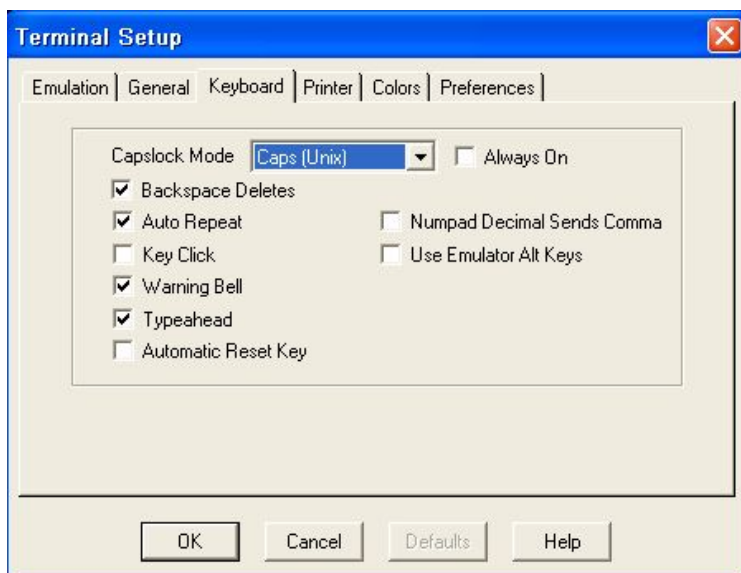 Terminal Setup
Emulation General Keyboard Printer Colors Preferences
Capslock Mode Caps (Unix) Always On
Backspace Deletes
Auto Repeat Numpad Decimal Sends Comma
Key Click Use Emulator Alt Keys
Warning Bell
Typeahead
Automatic Reset Key
OK Cancel Defaults Help